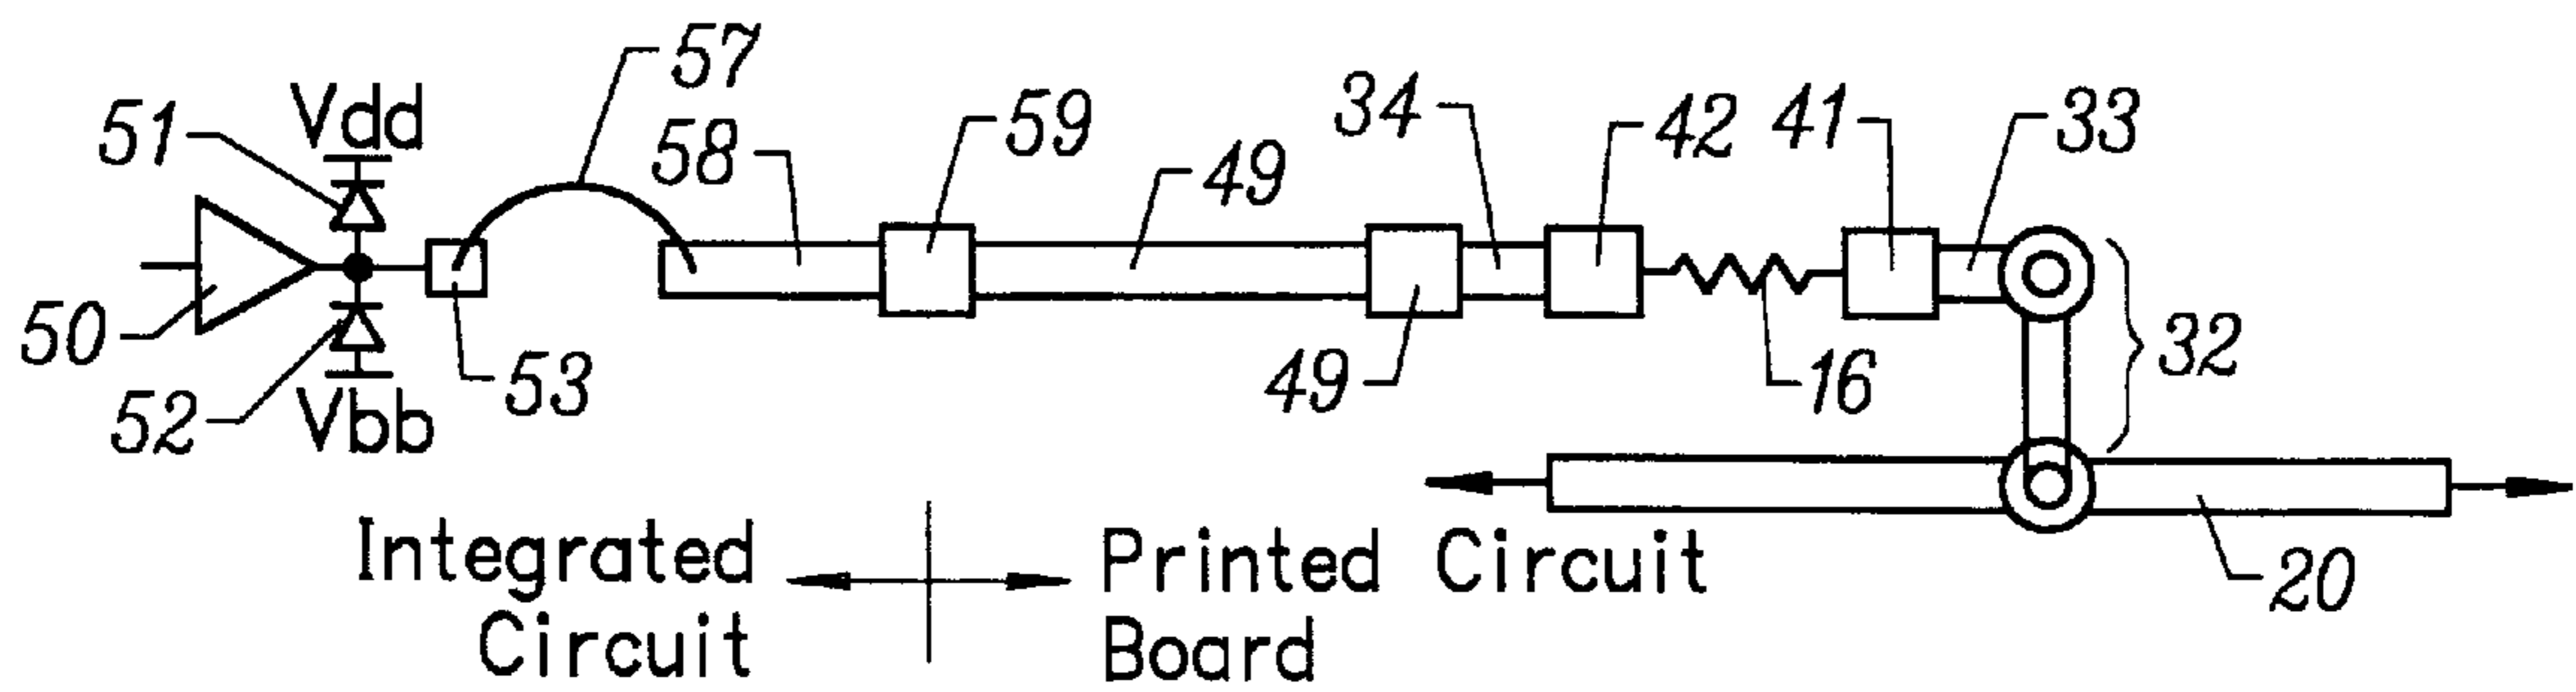 57
51
Vdd
58
59
49
34
42
41
33
50
52
Vbb
53
49
16
32
Integrated
Circuit
Printed Circuit
Board
20